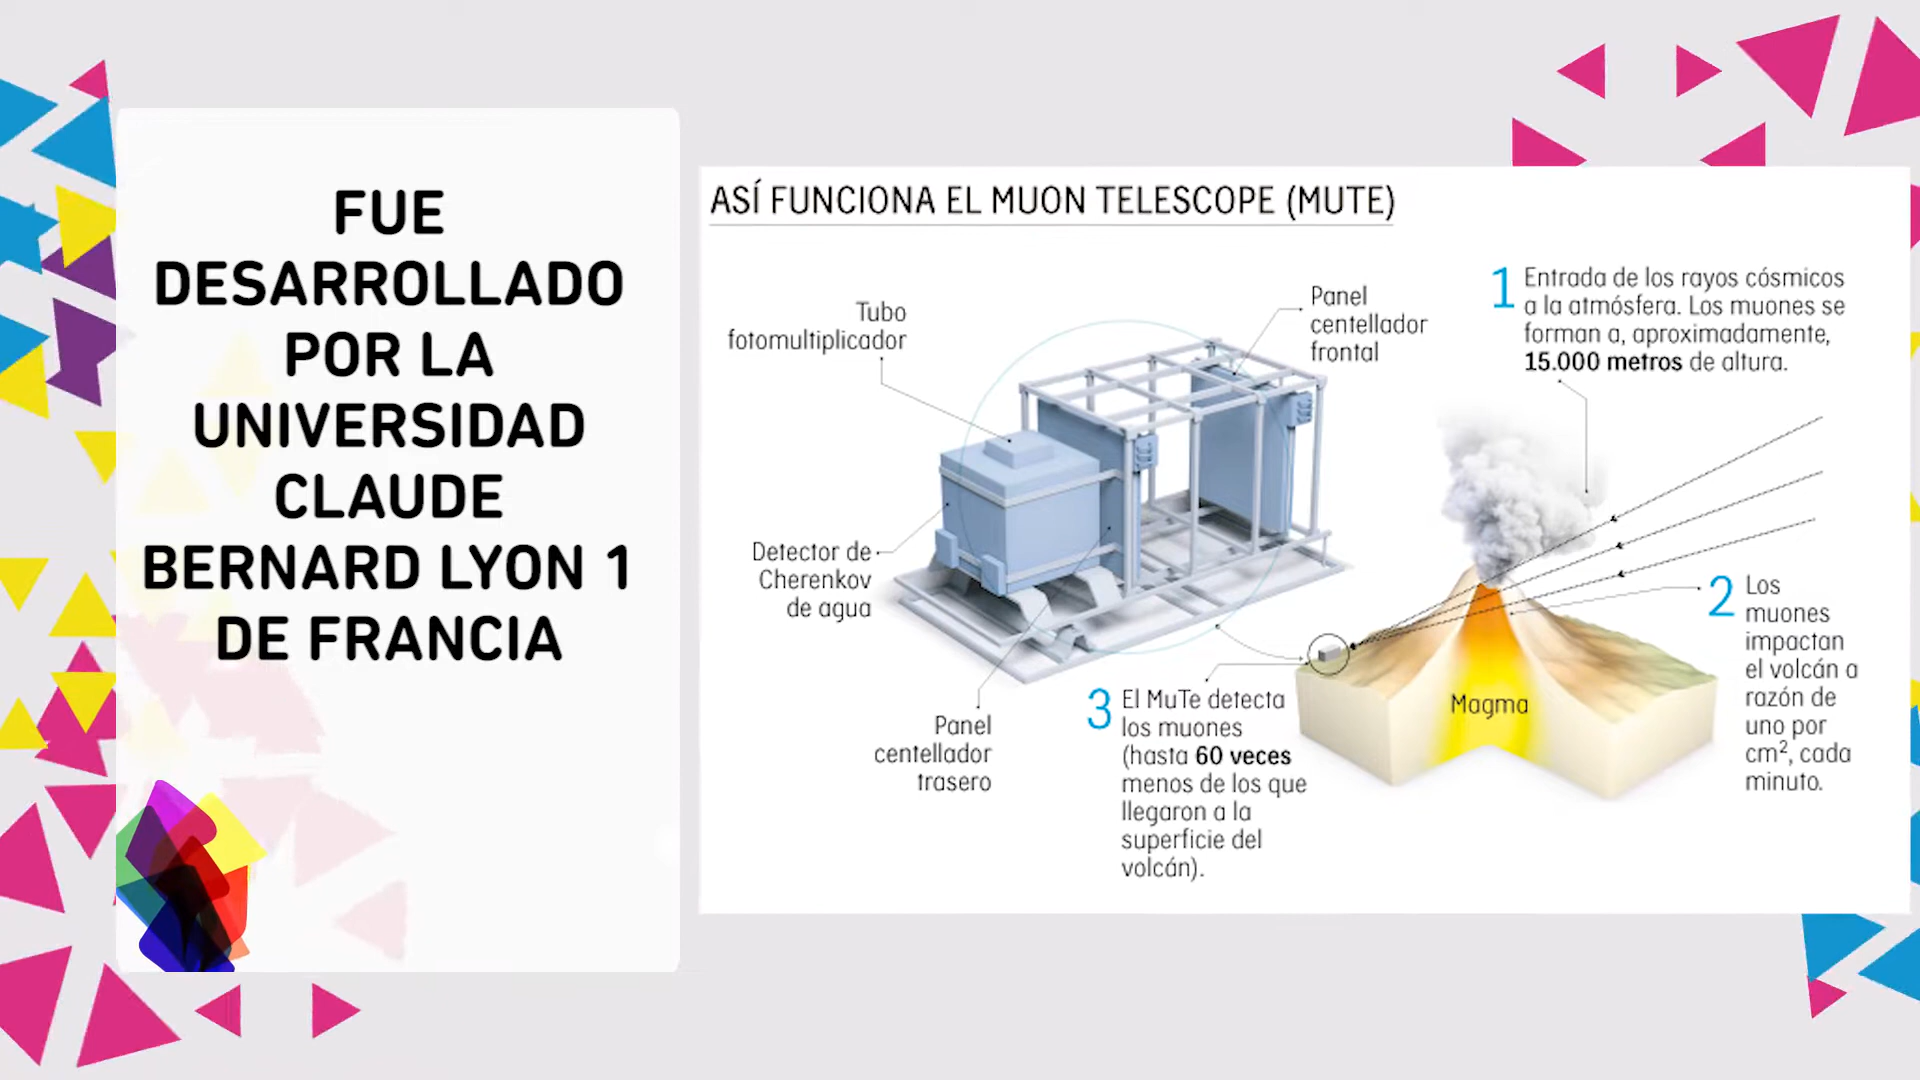 FUE
DESARROLLADO
POR LA
UNIVERSIDAD
CLAUDE
BERNARD LYON 1
DE FRANCIA
ASÍ FUNCIONA EL MUON TELESCOPE (MUTE)
Tubo
fotomultiplicador
Panel
centellador
frontal
Detector de
Cherenkov
de agua
Panel
centellador
trasero
1 Entrada de los rayos cósmicos
a la atmósfera. Los muones se
forman a, aproximadamente,
15.000 metros de altura.
2 Los
muones
impactan
el volcán a
razón de
uno por
cm², cada
minuto.
Magma
3 El MuTe detecta
los muones
(hasta 60 veces
menos de los que
llegaron a la
superficie del
volcán).